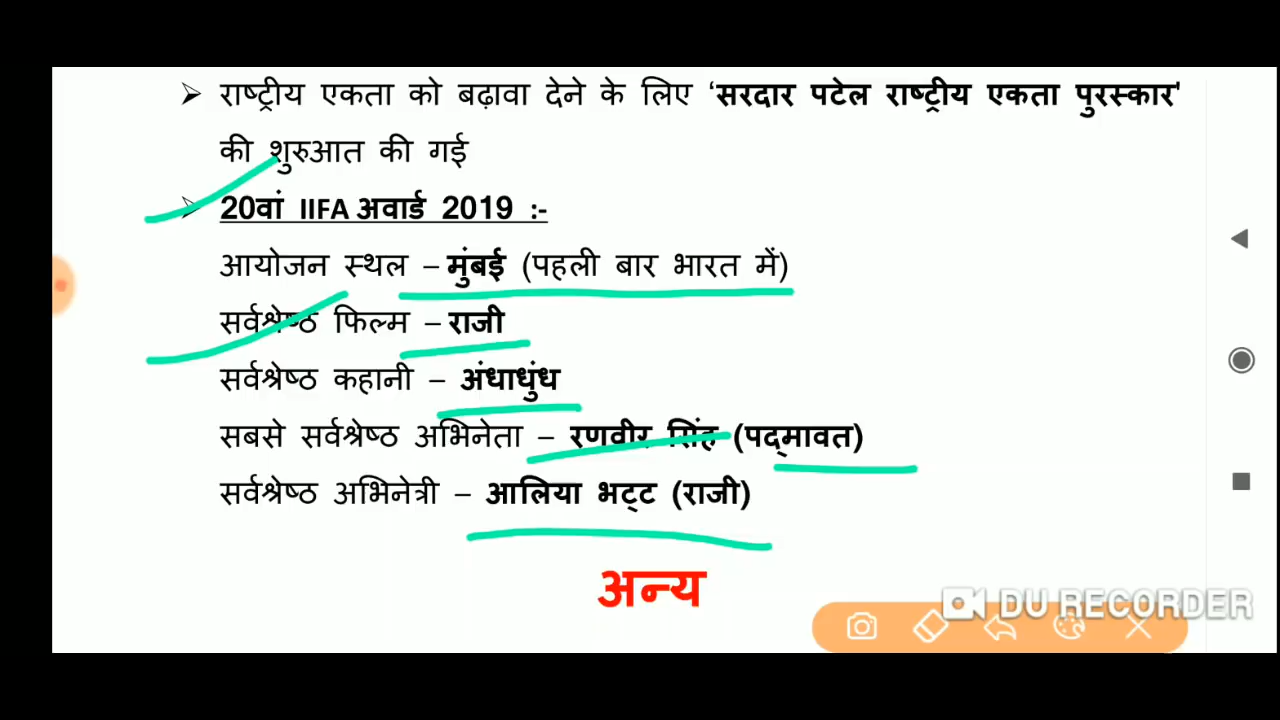 ➢ राष्ट्रीय एकता को बढ़ावा देने के लिए ‘सरदार पटेल राष्ट्रीय एकता पुरस्कार'
की शुरुआत की गई
➢ 20वां IIFA अवार्ड 2019 :-
आयोजन स्थल – मुंबई (पहली बार भारत में)
सर्वश्रेष्ठ फिल्म – राजी
सर्वश्रेष्ठ कहानी – अंधाधुंध
सबसे सर्वश्रेष्ठ अभिनेता – रणवीर सिंह (पद्मावत)
सर्वश्रेष्ठ अभिनेत्री – आलिया भट्ट (राजी)
अन्य
DU RECORDER